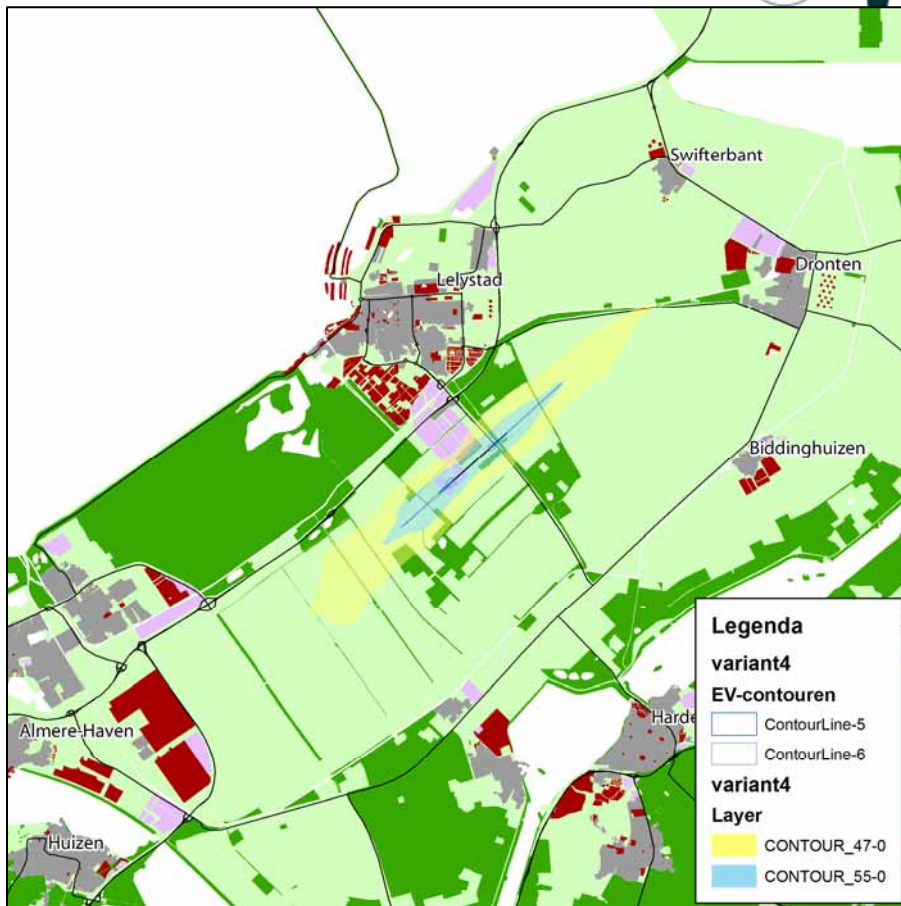 Swifterbant
Dronten
Lelystad
Biddinghuizen
Almere-Haven
Harde
Huizen
Legenda
variant4
EV-contouren
ContourLine-5
ContourLine-6
variant4
Layer
CONTOUR_47-0
CONTOUR_55-0